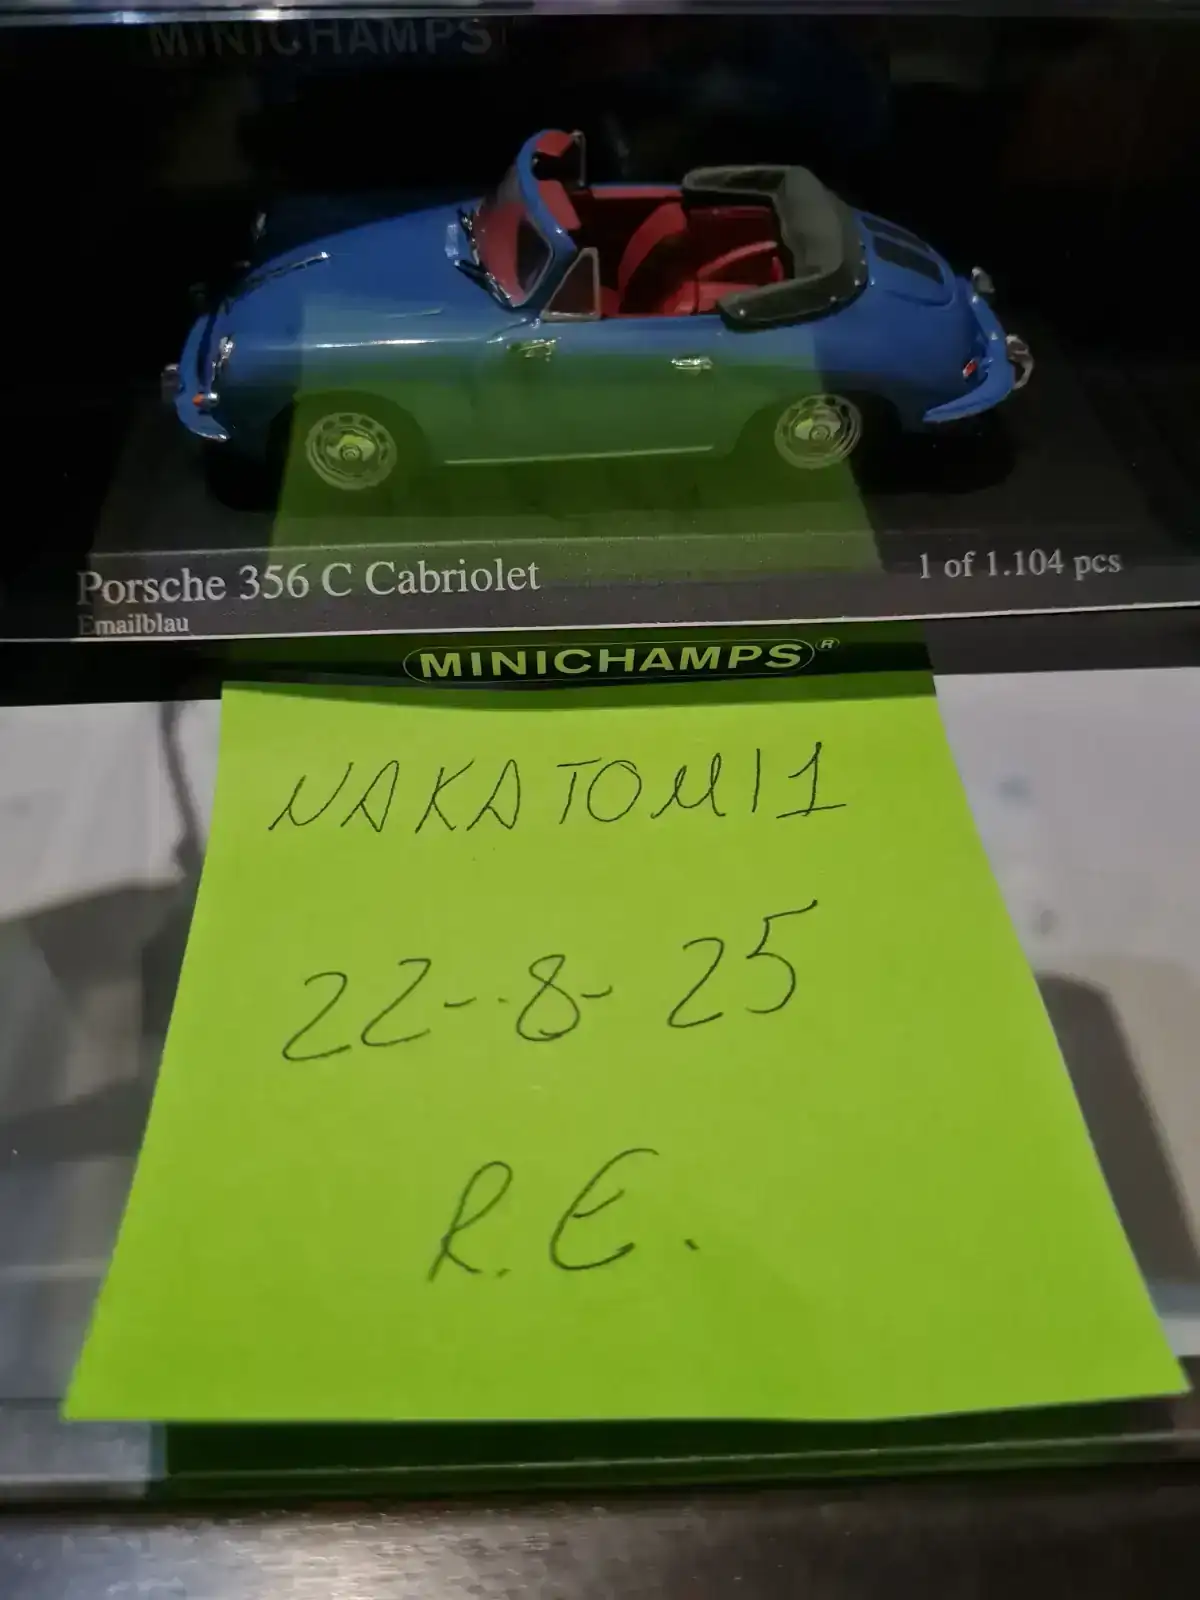 MINICHAMPS
Porsche 356 C Cabriolet
1 of 1.104 pcs
Emailblau
MINICHAMPS®
NAKATOMI1
22-8-25
R.E.